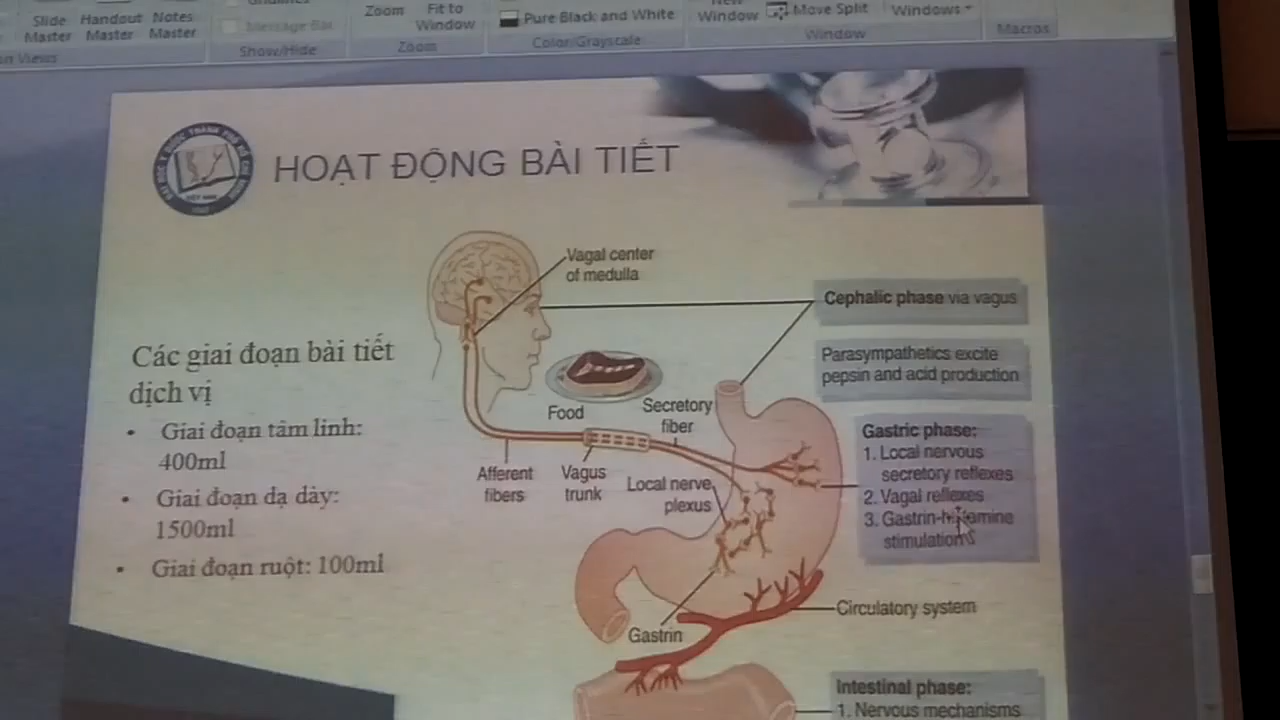 Slide Master
Handout Master
Notes Master
Message Bar
Show/Hide
Zoom
Fit to Window
Zoom
Pure Black and White
Color/Grayscale
Window
Move Split
Window
Windows
Macros
HOẠT ĐỘNG BÀI TIẾT
Các giai đoạn bài tiết
dịch vị
• Giai đoạn tâm linh:
400ml
• Giai đoạn dạ dày:
1500ml
• Giai đoạn ruột: 100ml
Vagal center
of medulla
Cephalic phase via vagus
Parasympathetics excite
pepsin and acid production
Food
Secretory
fiber
Afferent
fibers
Vagus
trunk
Local nerve
plexus
Gastric phase:
1. Local nervous
secretory reflexes
2. Vagal reflexes
3. Gastrin-histamine
stimulation
Circulatory system
Gastrin
Intestinal phase:
1. Nervous mechanisms